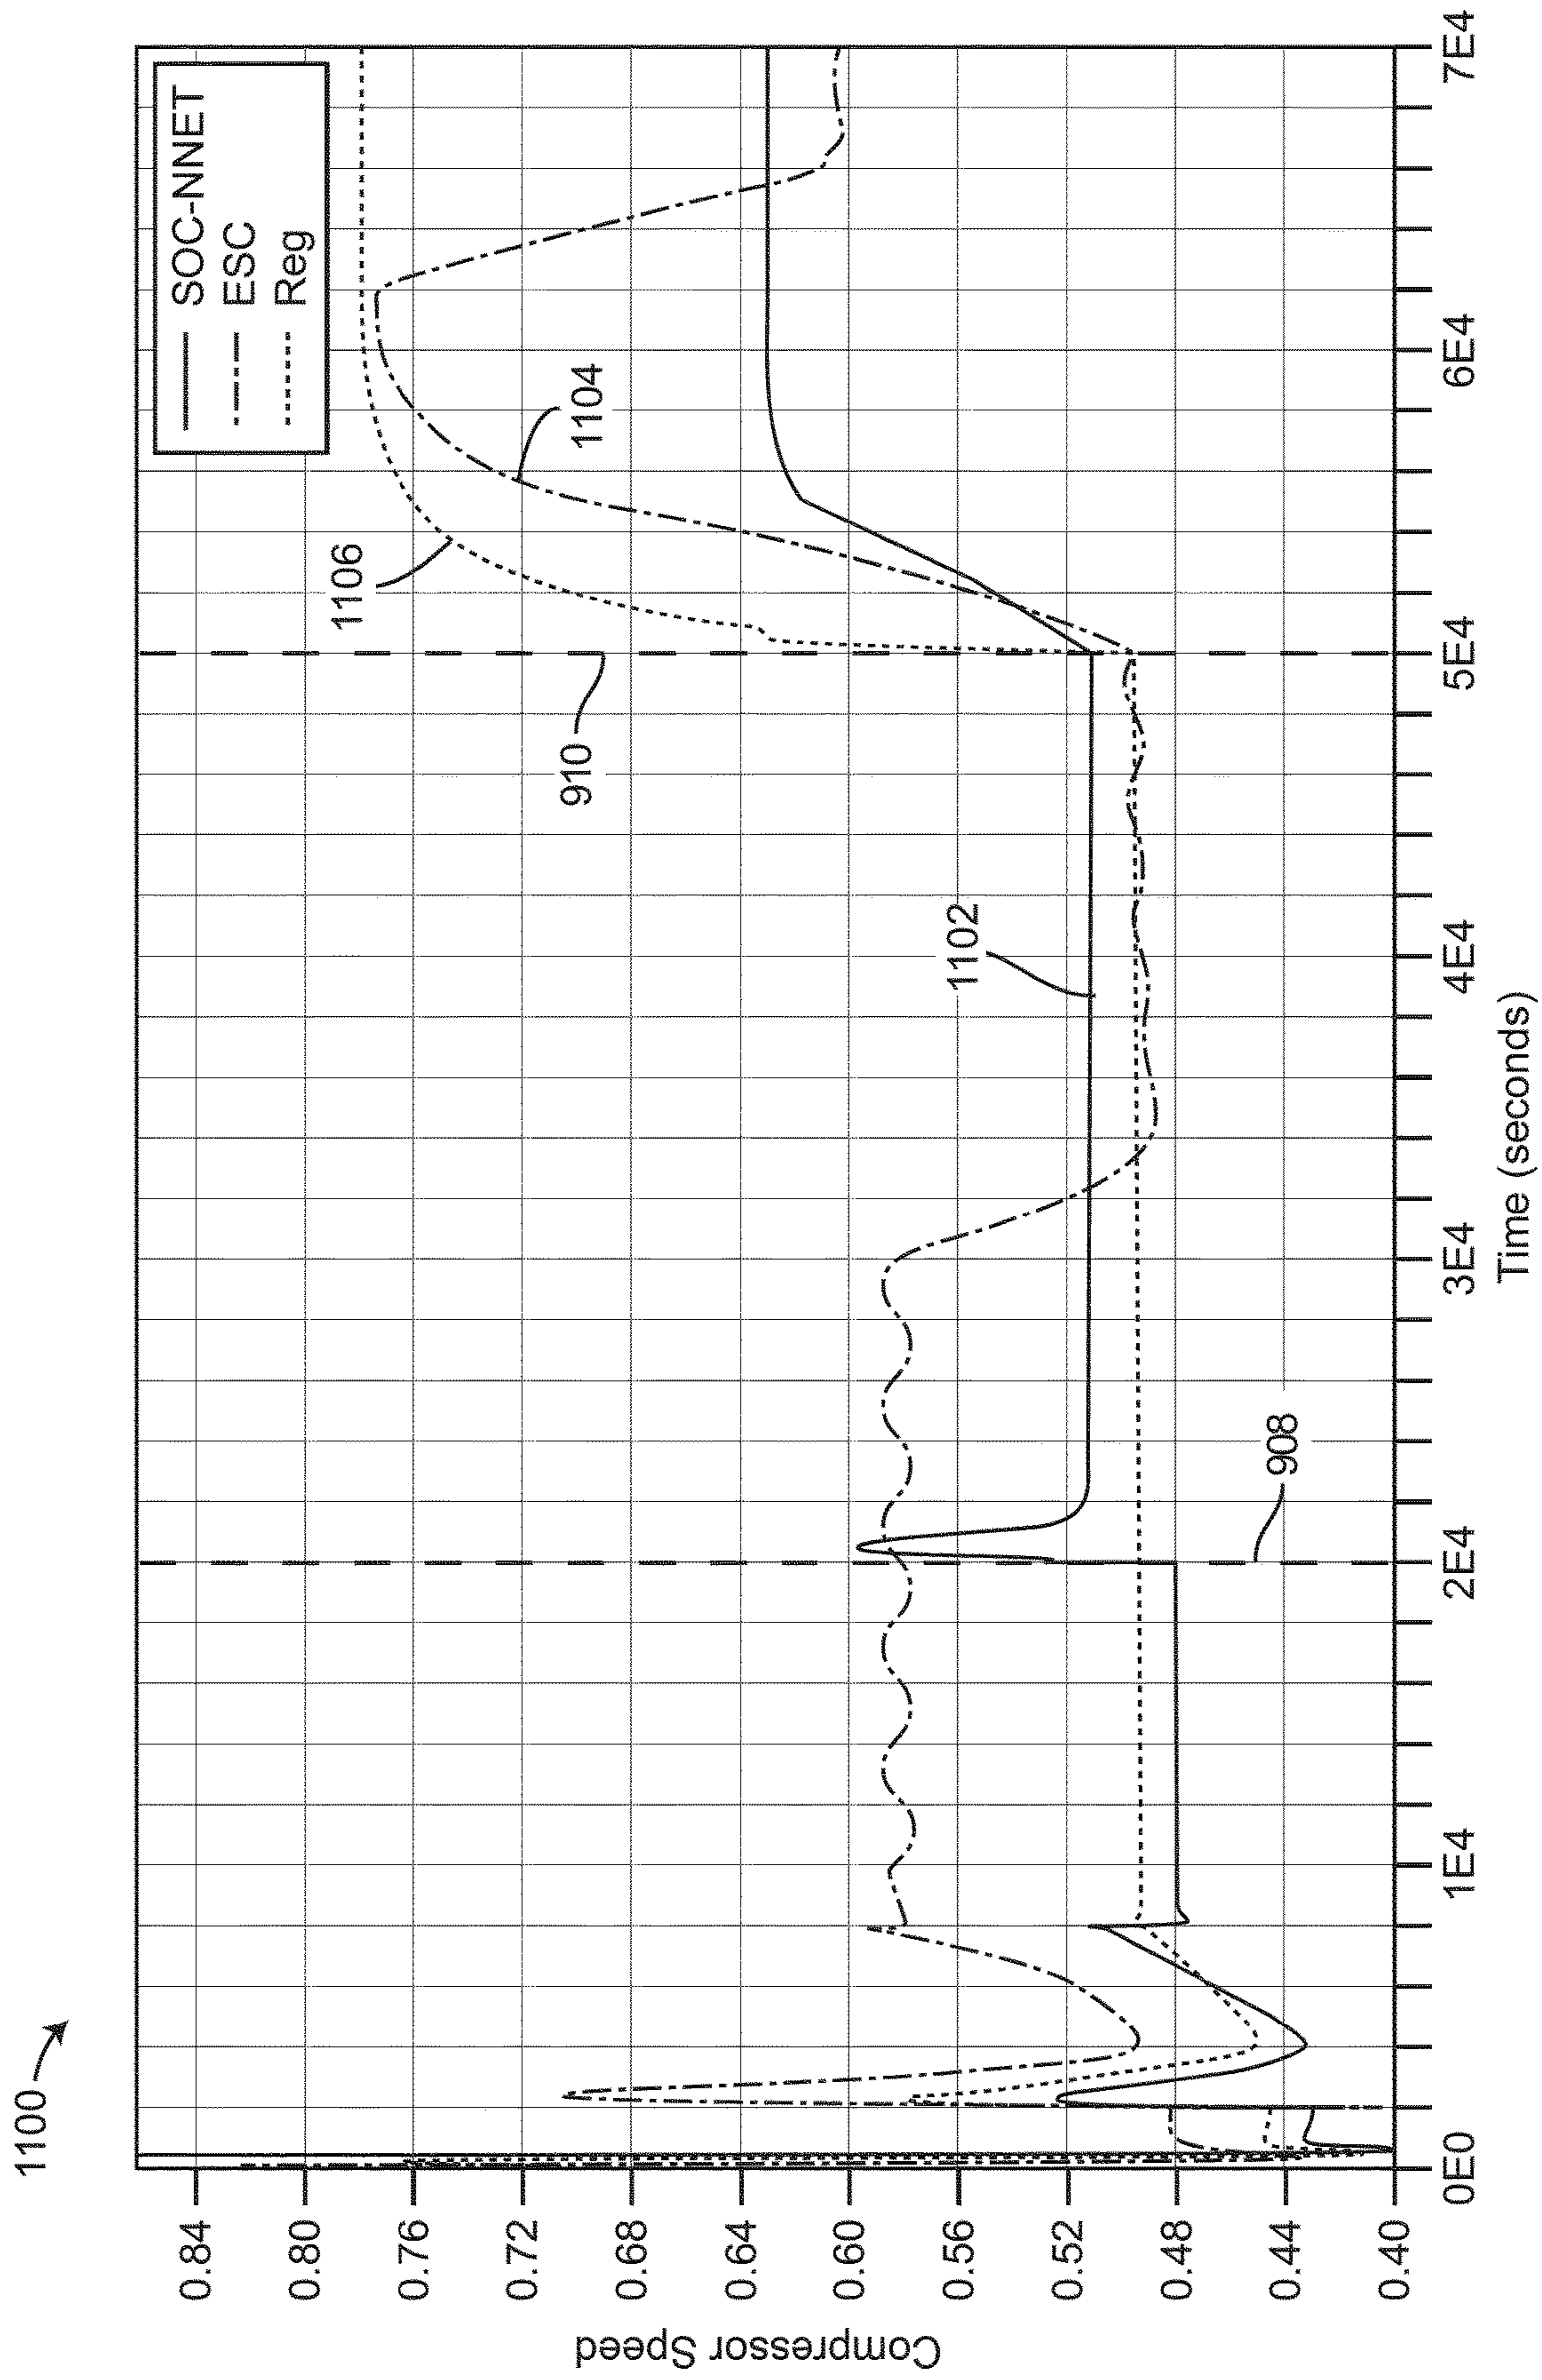 1100
SOC-NNET
ESC
Reg
1106
1104
910
1102
908
Compressor Speed
0.84
0.80
0.76
0.72
0.68
0.64
0.60
0.56
0.52
0.48
0.44
0.40
0E0
1E4
2E4
3E4
4E4
5E4
6E4
7E4
Time (seconds)